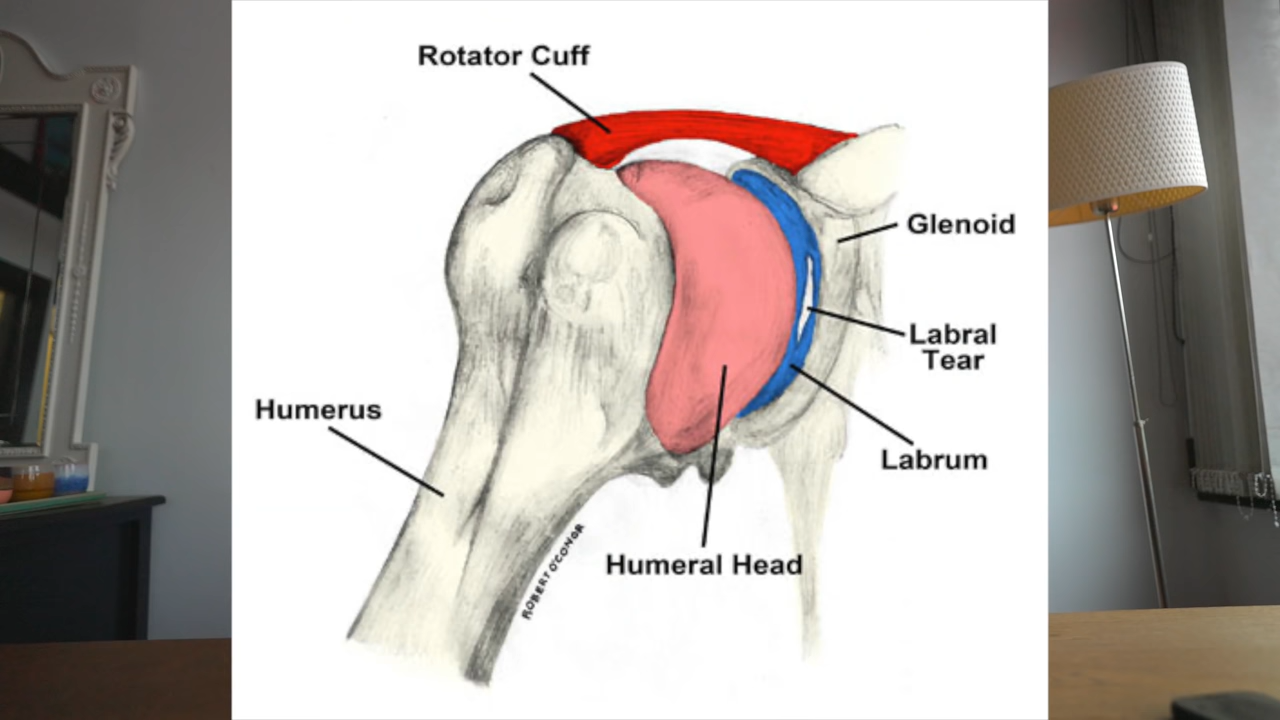 Rotator Cuff
Glenoid
Labral
Tear
Humerus
Labrum
Humeral Head
ROBERT O'CONOR